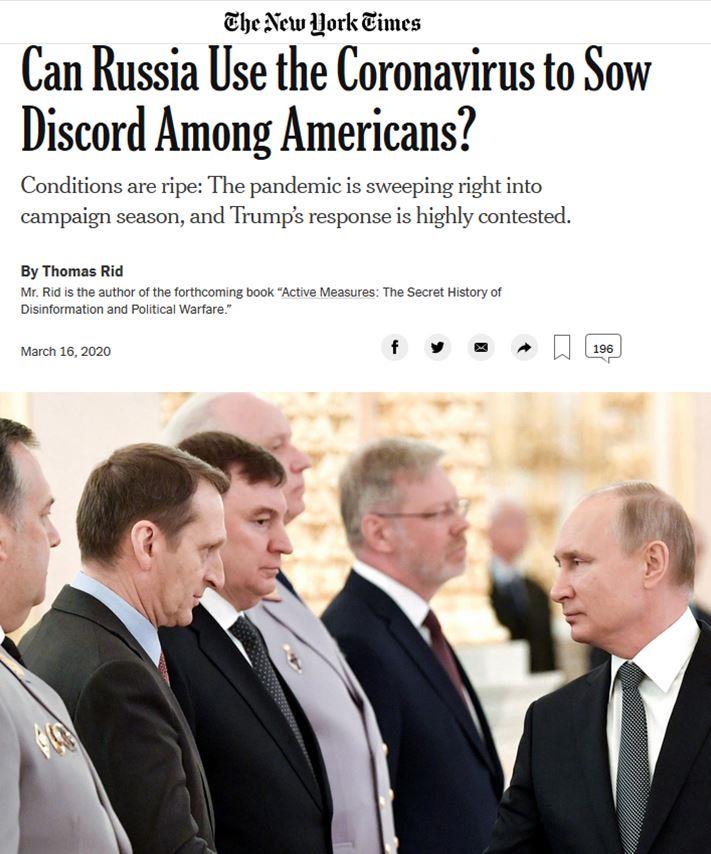 The New York Times
Can Russia Use the Coronavirus to Sow
Discord Among Americans?
Conditions are ripe: The pandemic is sweeping right into
campaign season, and Trump’s response is highly contested.
By Thomas Rid
Mr. Rid is the author of the forthcoming book “Active Measures: The Secret History of
Disinformation and Political Warfare.”
March 16, 2020
196